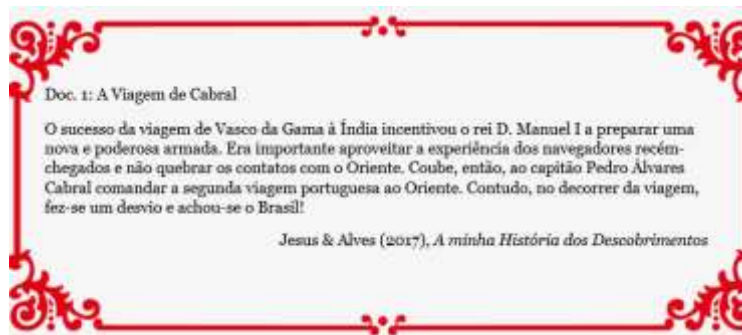 Doc. 1: A Viagem de Cabral
O sucesso da viagem de Vasco da Gama à Índia incentivou o rei D. Manuel I a preparar uma
nova e poderosa armada. Era importante aproveitar a experiência dos navegadores recém-
chegados e não quebrar os contatos com o Oriente. Coube, então, ao capitão Pedro Álvares
Cabral comandar a segunda viagem portuguesa ao Oriente. Contudo, no decorrer da viagem,
fez-se um desvio e achou-se o Brasil!
Jesus & Alves (2017), A minha História dos Descobrimentos